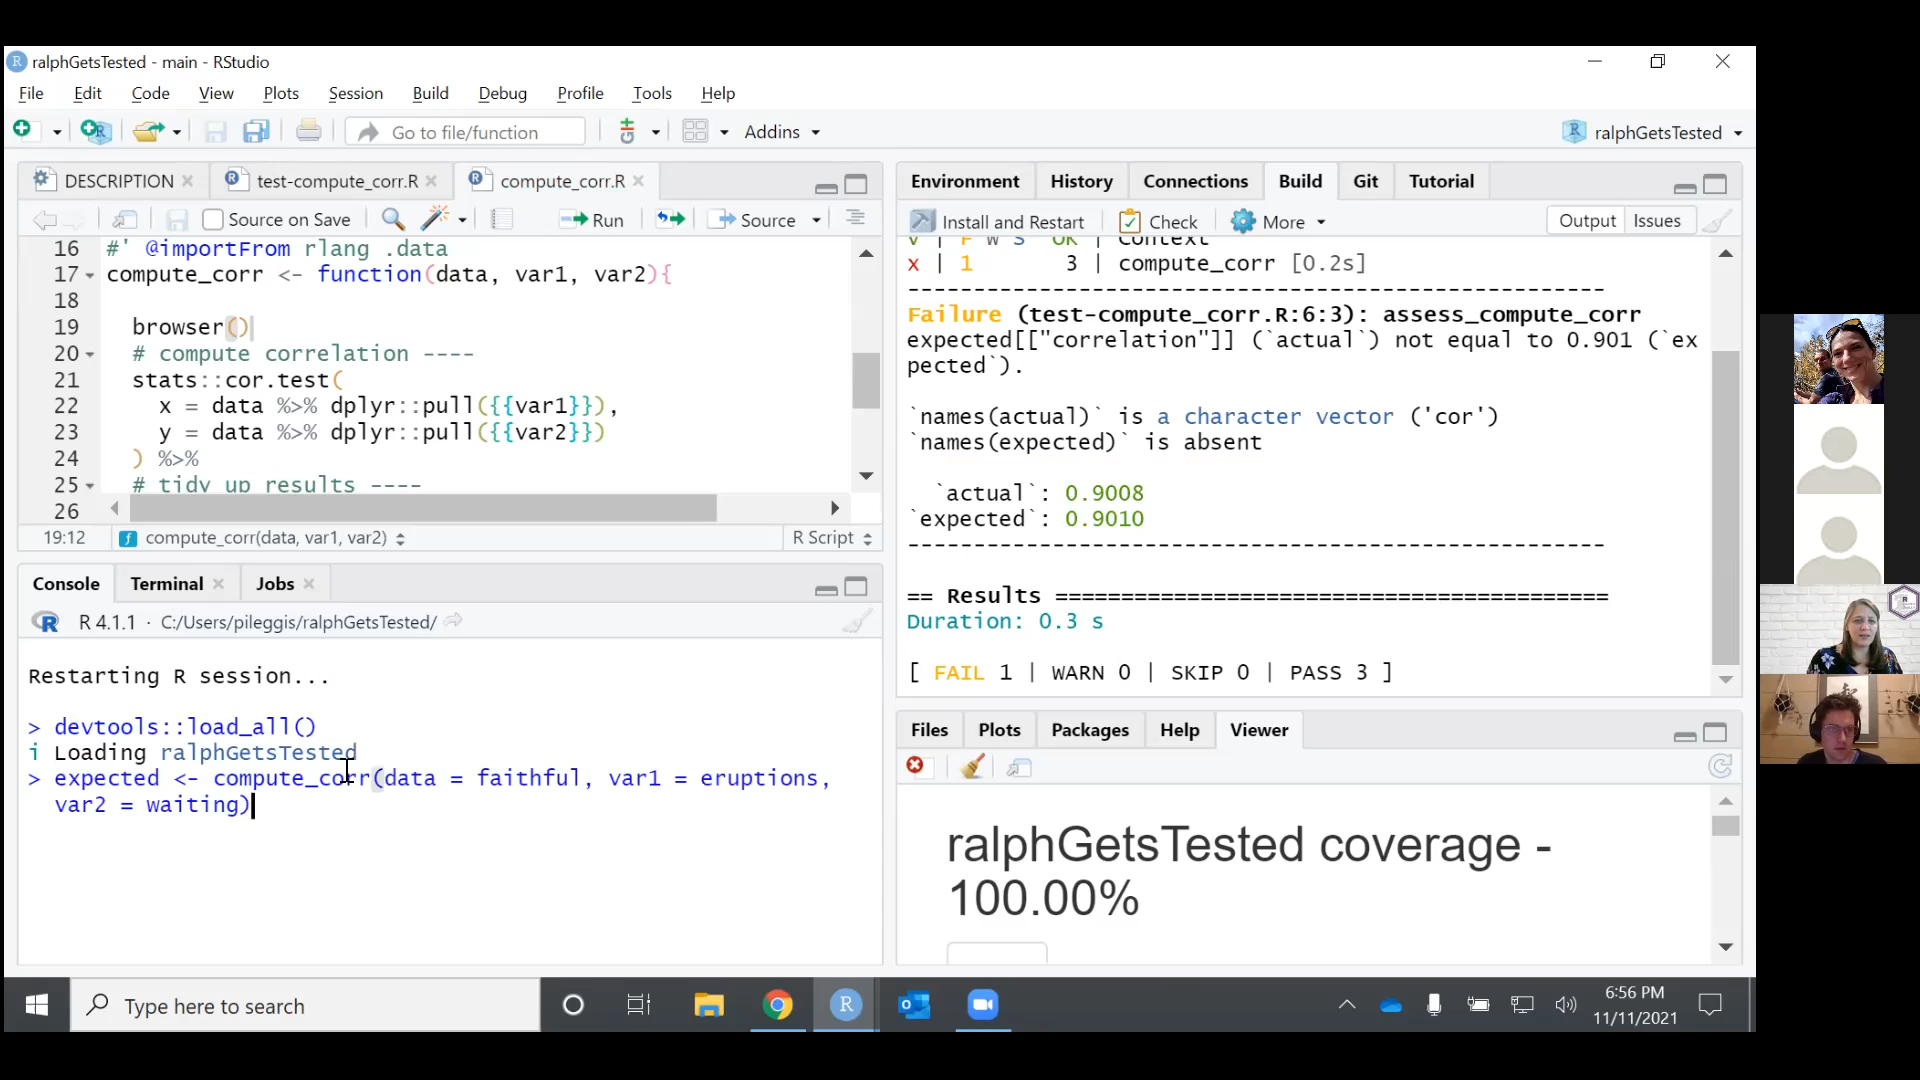 ralphGetsTested - main - RStudio
File Edit Code View Plots Session Build Debug Profile Tools Help
Go to file/function
Addins
ralphGetsTested
DESCRIPTION
test-compute_corr.R
compute_corr.R
Source on Save
Run
Source
16 #' @importFrom rlang .data
17 compute_corr <- function(data, var1, var2){
18
19 browser()
20 # compute correlation ----
21 stats::cor.test(
22 x = data %>% dplyr::pull({{var1}}),
23 y = data %>% dplyr::pull({{var2}})
24 ) %>%
25 # tidy up results ----
26
19:12
compute_corr(data, var1, var2)
R Script
Console
Terminal
Jobs
R 4.1.1 · C:/Users/pileggis/ralphGetsTested/
Restarting R session...
> devtools::load_all()
i Loading ralphGetsTested
> expected <- compute_corr(data = faithful, var1 = eruptions,
var2 = waiting)
Environment
History
Connections
Build
Git
Tutorial
Install and Restart
Check
More
Output
Issues
v | F W S OK | Context
x | 1 3 | compute_corr [0.2s]
-----------------------------------------------------
Failure (test-compute_corr.R:6:3): assess_compute_corr
expected[["correlation"]] (`actual`) not equal to 0.901 (`ex
pected`).
`names(actual)` is a character vector ('cor')
`names(expected)` is absent
`actual`: 0.9008
`expected`: 0.9010
-----------------------------------------------------
== Results ==========================================
Duration: 0.3 s
[ FAIL 1 | WARN 0 | SKIP 0 | PASS 3 ]
Files
Plots
Packages
Help
Viewer
ralphGetsTested coverage -
100.00%
Type here to search
6:56 PM
11/11/2021